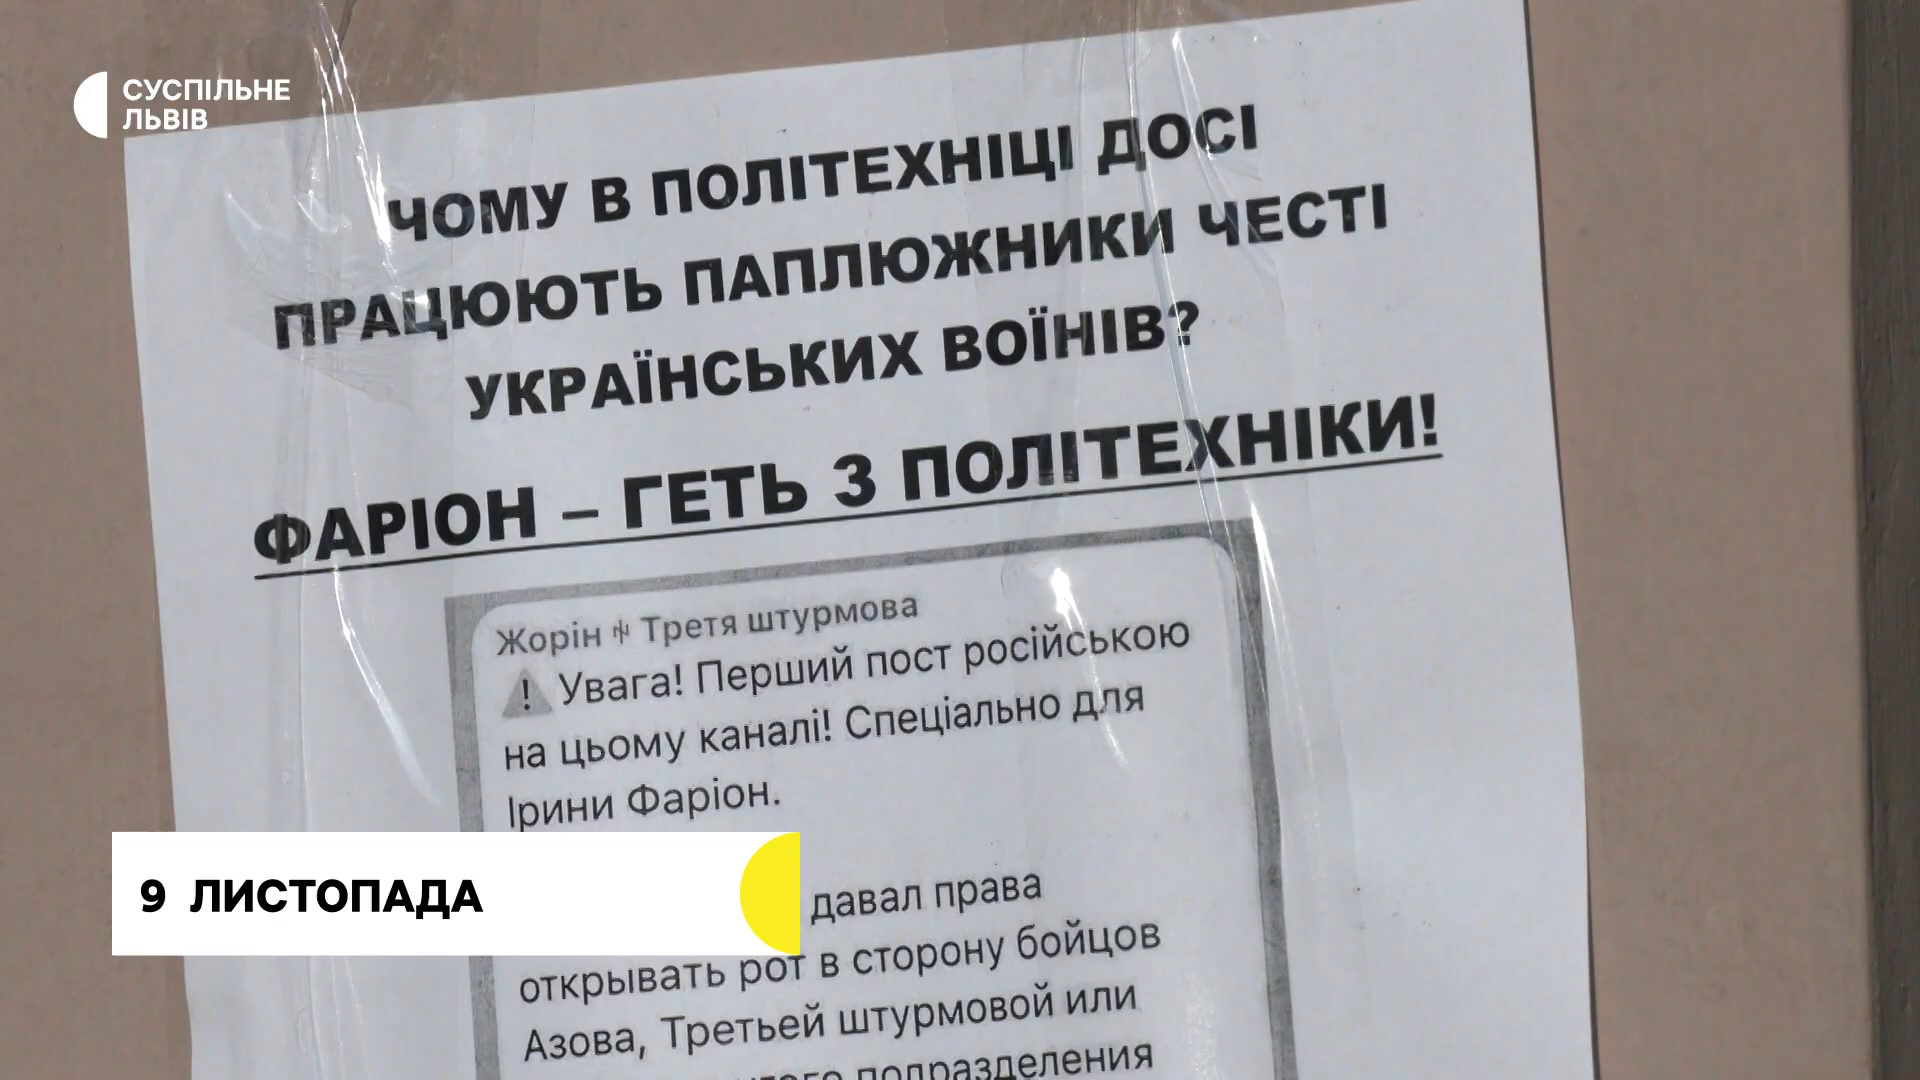 СУСПІЛЬНЕ
ЛЬВІВ
ЧОМУ В ПОЛІТЕХНІЦІ ДОСІ
ПРАЦЮЮТЬ ПАПЛЮЖНИКИ ЧЕСТІ
УКРАЇНСЬКИХ ВОЇНІВ?
ФАРІОН – ГЕТЬ З ПОЛІТЕХНІКИ!
Жорін Третя штурмова
Увага! Перший пост російською
на цьому каналі! Спеціально для
Ірини Фаріон.
9 ЛИСТОПАДА
давал права
открывать рот в сторону бойцов
Азова, Третьей штурмовой или
подразделения